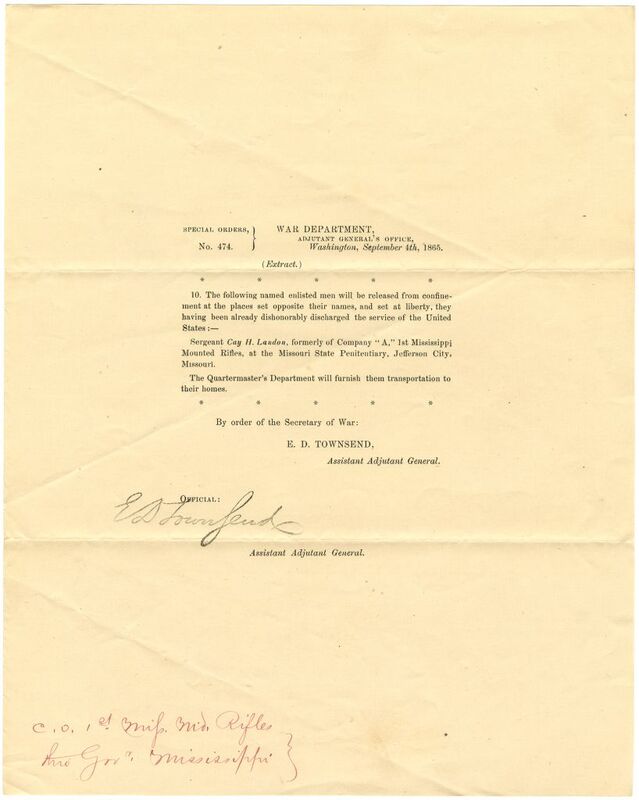 SPECIAL ORDERS, } WAR DEPARTMENT,
ADJUTANT GENERAL'S OFFICE,
No. 474. Washington, September 4th, 1865.
(Extract.)
* * * * *
10. The following named enlisted men will be released from confine-
ment at the places set opposite their names, and set at liberty, they
having been already dishonorably discharged the service of the United
States :—
Sergeant Cay H. Landon, formerly of Company "A," 1st Mississippi
Mounted Rifles, at the Missouri State Penitentiary, Jefferson City,
Missouri.
The Quartermaster's Department will furnish them transportation to
their homes.
* * * * *
By order of the Secretary of War:
E. D. TOWNSEND,
Assistant Adjutant General.
OFFICIAL:
E D Townsend
Assistant Adjutant General.
C. O. 1st Miss. Mtd. Rifles
thro Govr. Mississippi }